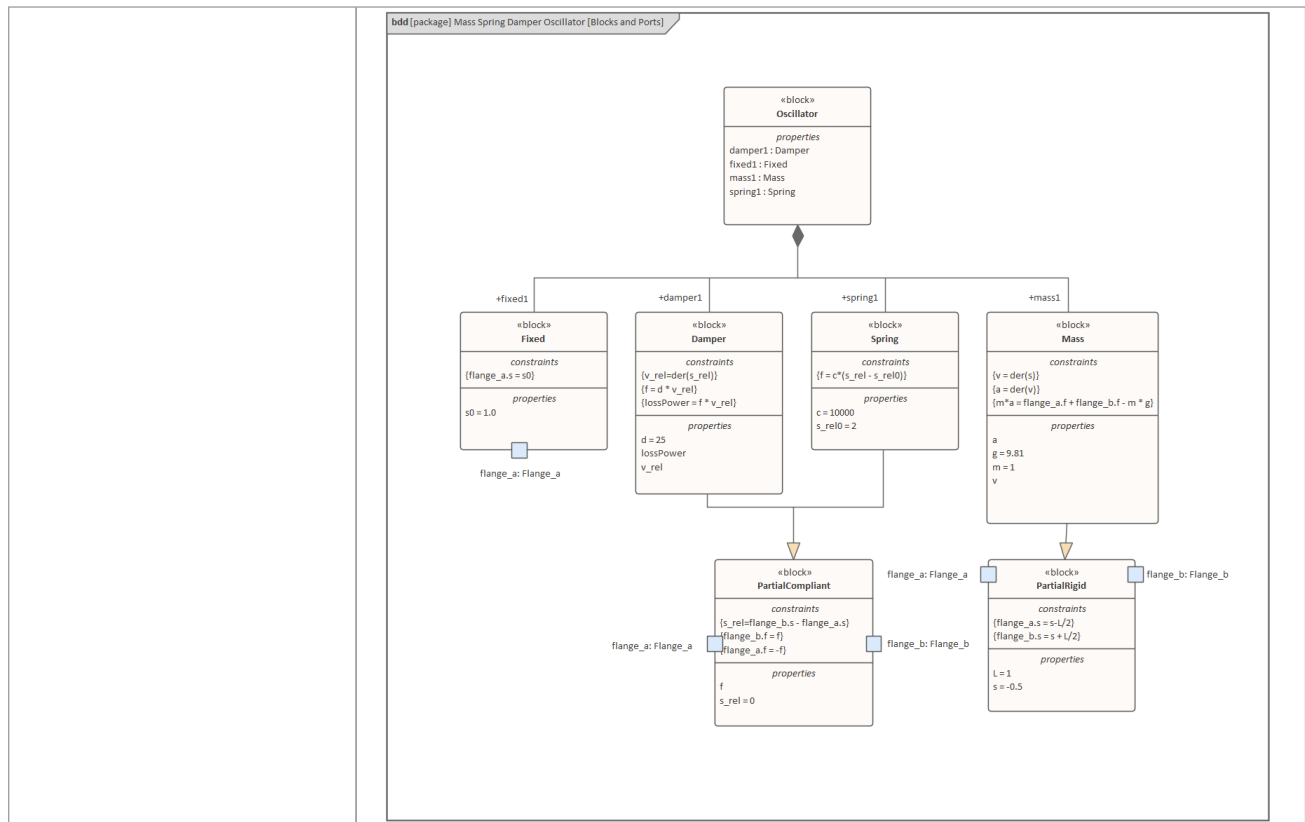 bdd [package] Mass Spring Damper Oscillator [Blocks and Ports]
«block»
Oscillator
properties
damper1 : Damper
fixed1 : Fixed
mass1 : Mass
spring1 : Spring
+fixed1
+damper1
+spring1
+mass1
«block»
Fixed
constraints
{flange_a.s = s0}
properties
s0 = 1.0
flange_a: Flange_a
«block»
Damper
constraints
{v_rel=der(s_rel)}
{f = d * v_rel}
{lossPower = f * v_rel}
properties
d = 25
lossPower
v_rel
«block»
Spring
constraints
{f = c*(s_rel - s_rel0)}
properties
c = 10000
s_rel0 = 2
«block»
Mass
constraints
{v = der(s)}
{a = der(v)}
{m*a = flange_a.f + flange_b.f - m * g}
properties
a
g = 9.81
m = 1
v
«block»
PartialCompliant
constraints
{s_rel=flange_b.s - flange_a.s}
{flange_b.f = f}
{flange_a.f = -f}
properties
f
s_rel = 0
flange_a: Flange_a
flange_b: Flange_b
flange_a: Flange_a
«block»
PartialRigid
constraints
{flange_a.s = s-L/2}
{flange_b.s = s + L/2}
properties
L = 1
s = -0.5
flange_b: Flange_b